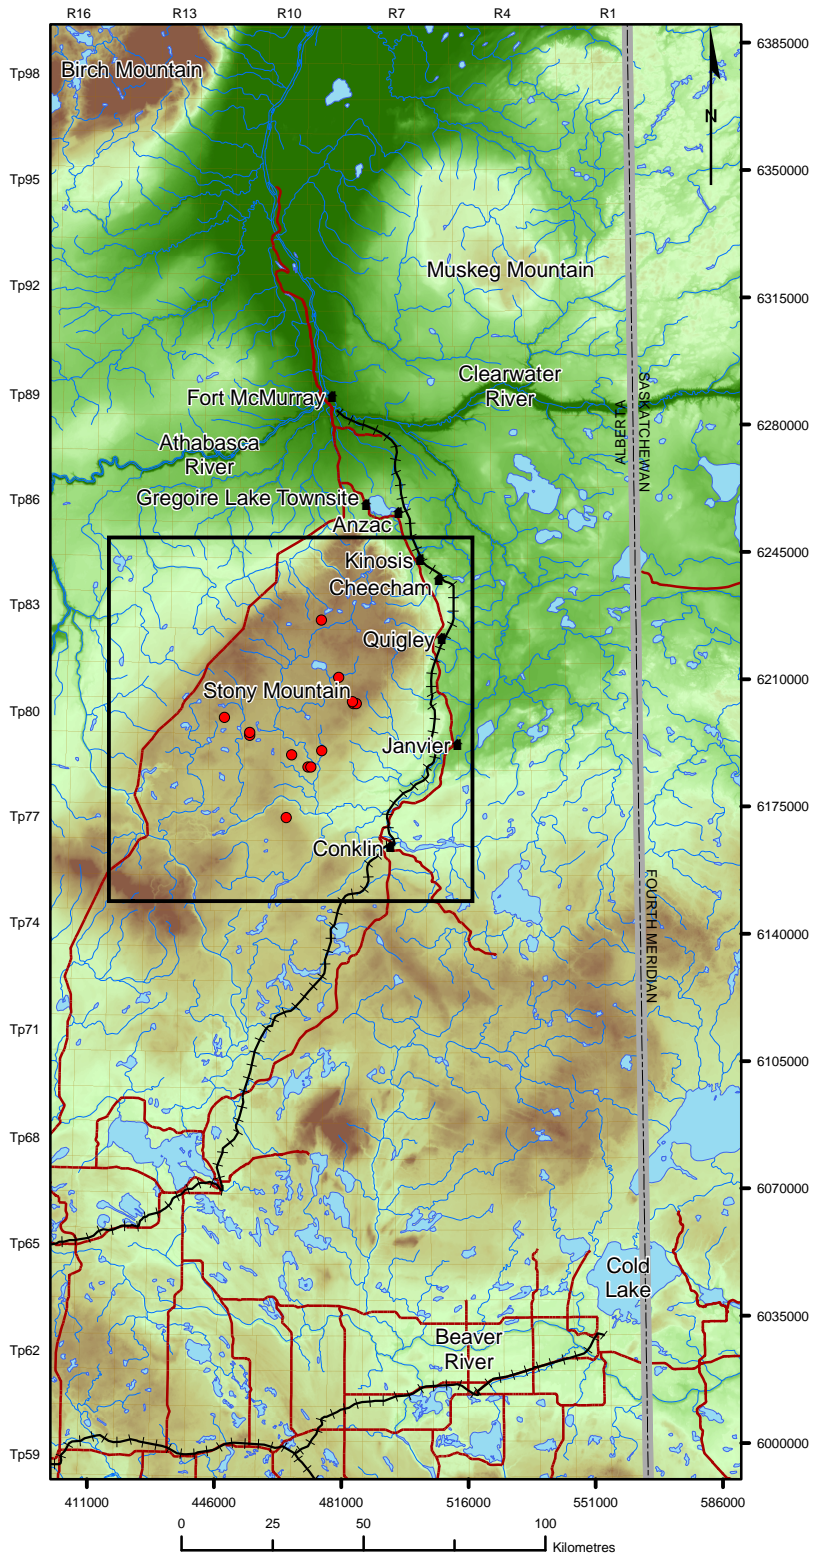 R16 R13 R10 R7 R4 R1
6385000
Birch Mountain
Tp98
N
6350000
Tp95
Muskeg Mountain
Tp92
6315000
Clearwater
River
Tp89
Fort McMurray
ALBERTA
SASKATCHEWAN
6280000
Athabasca
River
Tp86
Gregoire Lake Townsite
Anzac
6245000
Kinosis
Cheecham
Tp83
Quigley
6210000
Stony Mountain
Tp80
Janvier
6175000
Tp77
Conklin
FOURTH MERIDIAN
Tp74
6140000
Tp71
6105000
Tp68
6070000
Tp65
Cold
Lake
6035000
Beaver
River
Tp62
Tp59
6000000
411000 446000 481000 516000 551000 586000
0 25 50 100
Kilometres